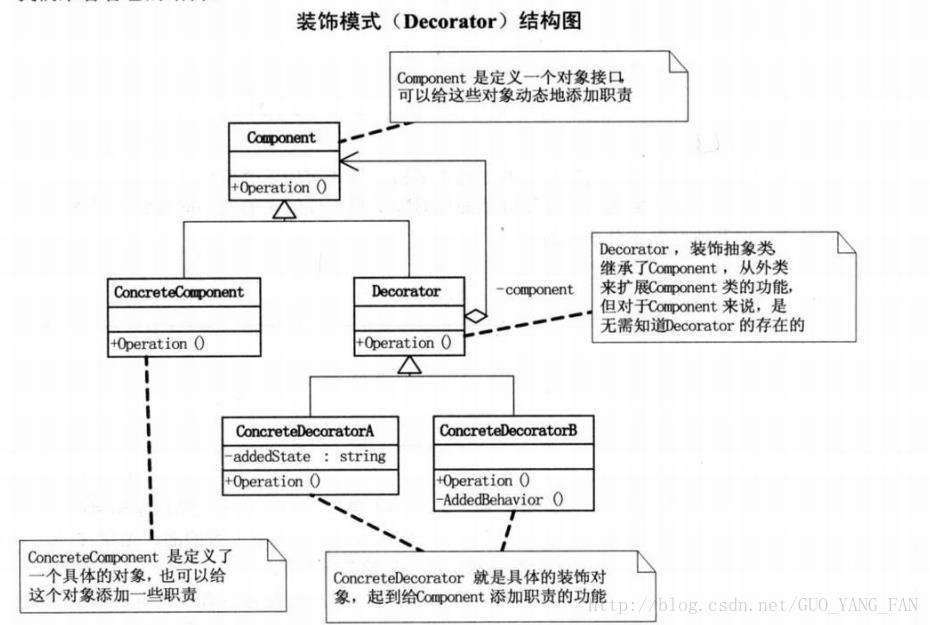 装饰模式（Decorator）结构图
Component 是定义一个对象接口,
可以给这些对象动态地添加职责
Component
+Operation()
Decorator，装饰抽象类,
继承了Component，从外类
来扩展Component 类的功能,
但对于Component 来说，是
无需知道Decorator 的存在的
ConcreteComponent
+Operation()
Decorator
+Operation()
-component
ConcreteDecoratorA
-addedState : string
+Operation()
ConcreteDecoratorB
+Operation()
-AddedBehavior()
ConcreteComponent 是定义了
一个具体的对象，也可以给
这个对象添加一些职责
ConcreteDecorator 就是具体的装饰对
象，起到给Component 添加职责的功能
http://blog.csdn.net/GUO_YANG_FAN